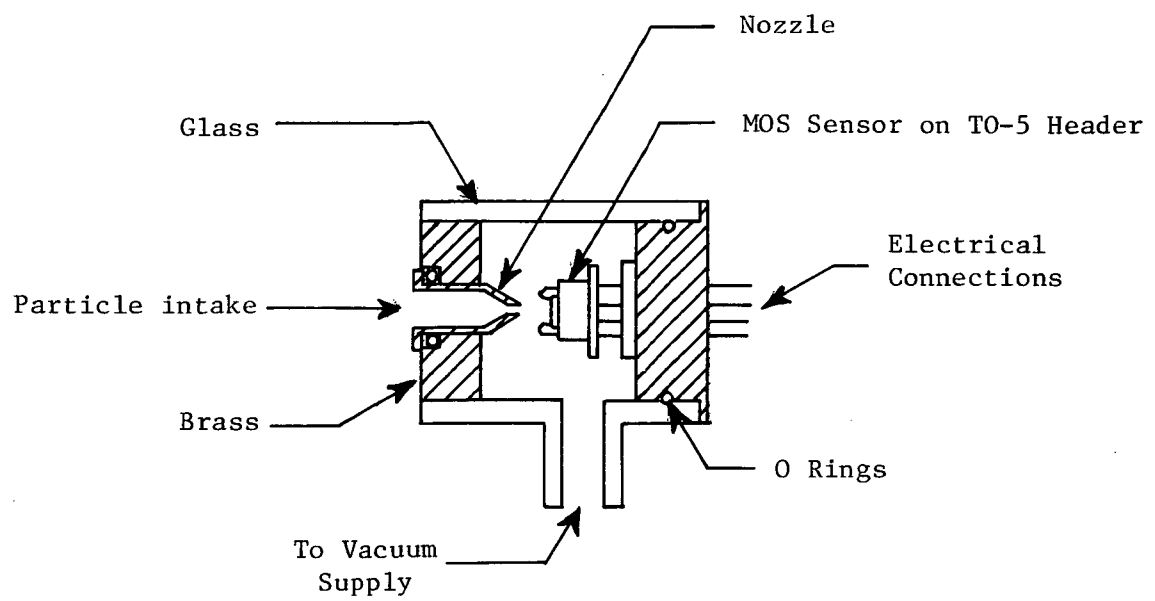 Nozzle
Glass
MOS Sensor on TO-5 Header
Electrical
Connections
Particle intake
Brass
O Rings
To Vacuum
Supply